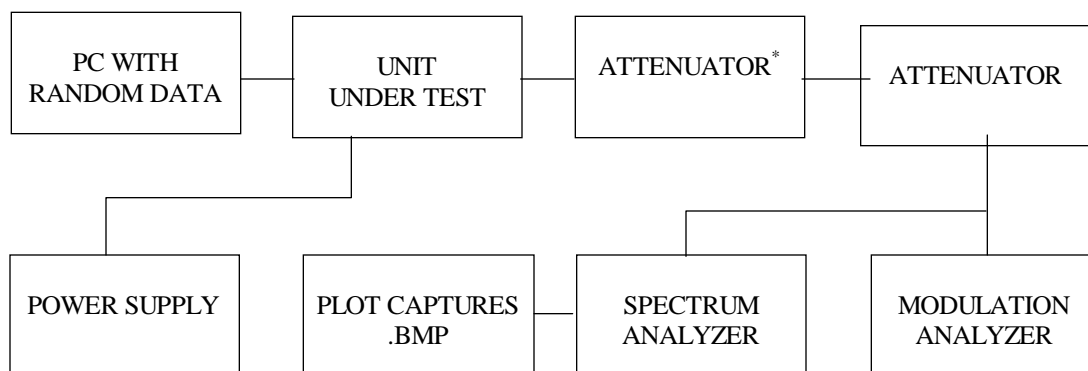 PC WITH
RANDOM DATA
UNIT
UNDER TEST
ATTENUATOR*
ATTENUATOR
POWER SUPPLY
PLOT CAPTURES
.BMP
SPECTRUM
ANALYZER
MODULATION
ANALYZER